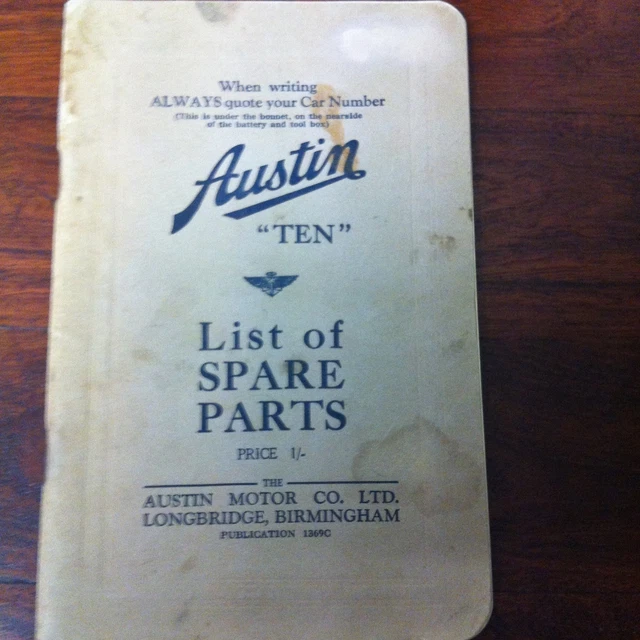 When writing
ALWAYS quote your Car Number
(This is under the bonnet, on the nearside
of the battery and tool box)
Austin
"TEN"
List of
SPARE
PARTS
PRICE 1/-
THE
AUSTIN MOTOR CO. LTD.
LONGBRIDGE, BIRMINGHAM
PUBLICATION 1369C